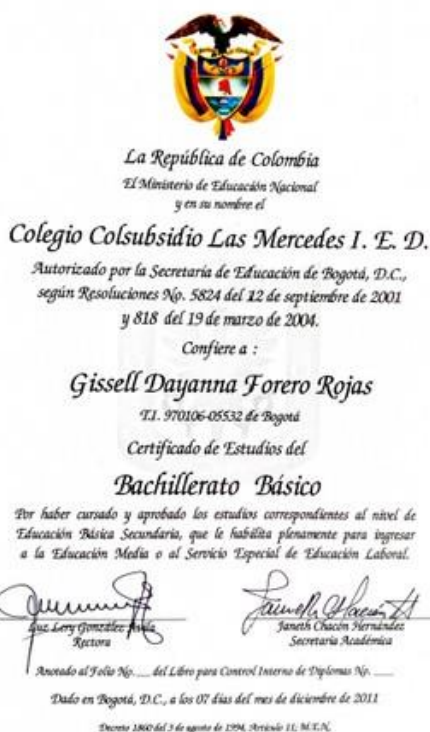 La República de Colombia
El Ministerio de Educación Nacional
y en su nombre el
Colegio Colsubsidio Las Mercedes I. E. D.
Autorizado por la Secretaría de Educación de Bogotá, D.C.,
según Resoluciones No. 5824 del 12 de septiembre de 2001
y 818 del 19 de marzo de 2004.
Confiere a :
Gissell Dayanna Forero Rojas
T.I. 970106-05532 de Bogotá
Certificado de Estudios del
Bachillerato Básico
Por haber cursado y aprobado los estudios correspondientes al nivel de
Educación Básica Secundaria, que le habilita plenamente para ingresar
a la Educación Media o al Servicio Especial de Educación Laboral.
Luz Lery González Ávila
Rectora
Janeth Chacón Hernández
Secretaria Académica
Anotado al Folio No. ___ del Libro para Control Interno de Diplomas No. ___
Dado en Bogotá, D.C., a los 07 días del mes de diciembre de 2011
Decreto 1860 del 3 de agosto de 1994, Artículo 11; M.E.N.